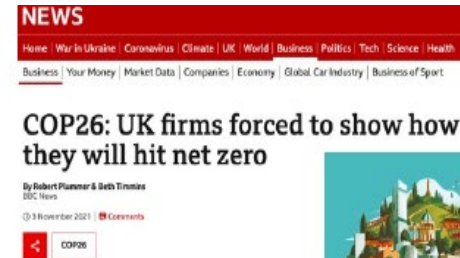 NEWS
Home War in Ukraine Coronavirus Climate UK World Business Politics Tech Science Health
Business Your Money Market Data Companies Economy Global Car Industry Business of Sport
COP26: UK firms forced to show how
they will hit net zero
By Robert Plummer & Beth Timmins
BBC News
3 November 2021 Comments
COP26